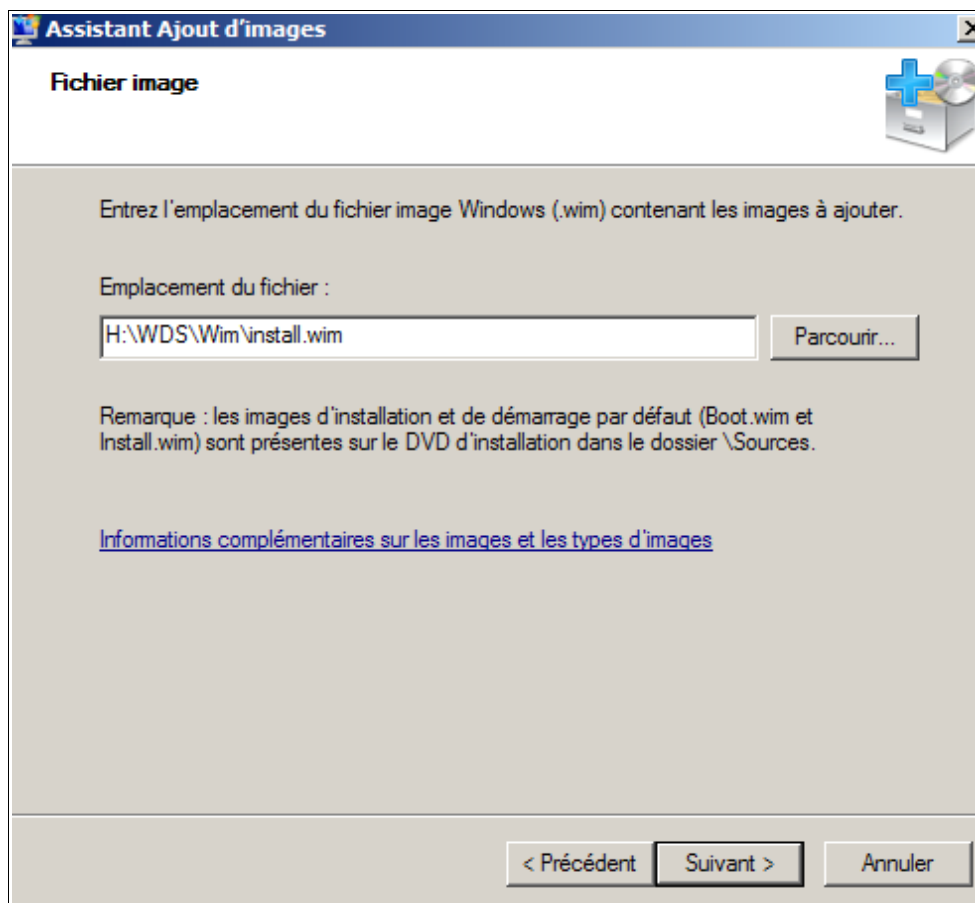 Assistant Ajout d'images
Fichier image
Entrez l'emplacement du fichier image Windows (.wim) contenant les images à ajouter.
Emplacement du fichier :
H:\WDS\Wim\install.wim
Parcourir...
Remarque : les images d'installation et de démarrage par défaut (Boot.wim et
Install.wim) sont présentes sur le DVD d'installation dans le dossier \Sources.
Informations complémentaires sur les images et les types d'images
< Précédent
Suivant >
Annuler